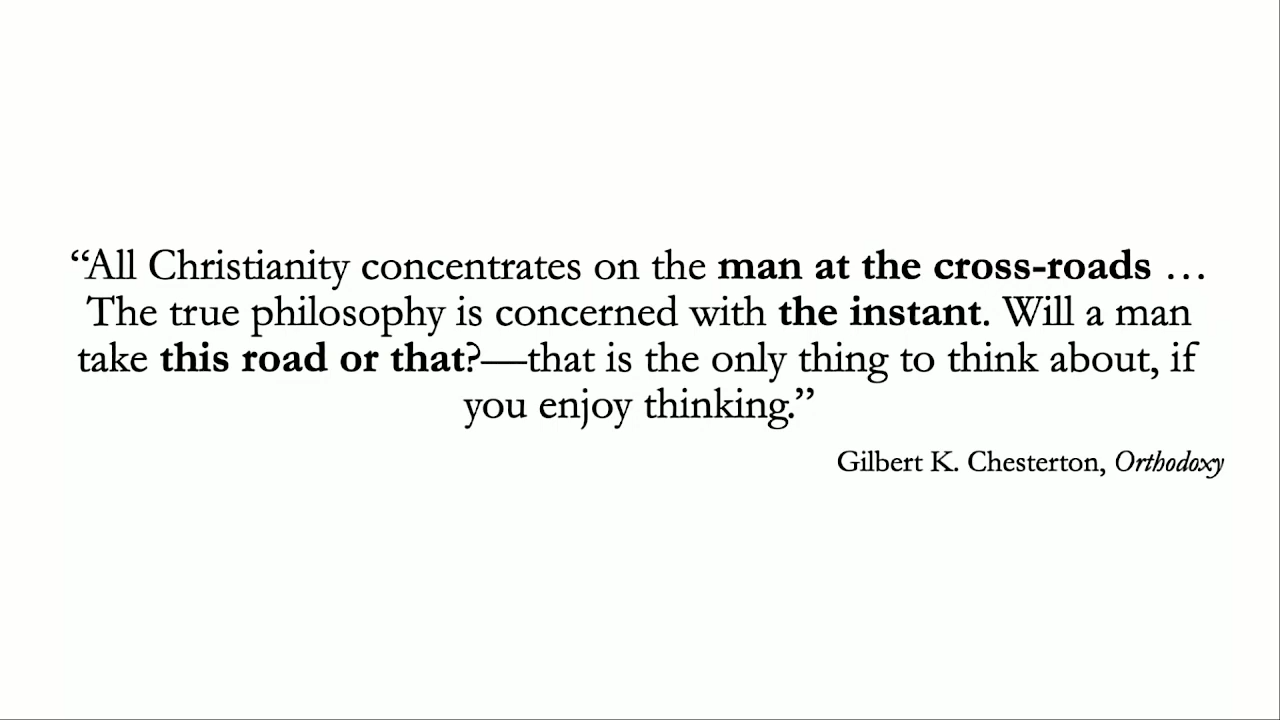 “All Christianity concentrates on the man at the cross-roads …
The true philosophy is concerned with the instant. Will a man
take this road or that?—that is the only thing to think about, if
you enjoy thinking.”
Gilbert K. Chesterton, Orthodoxy